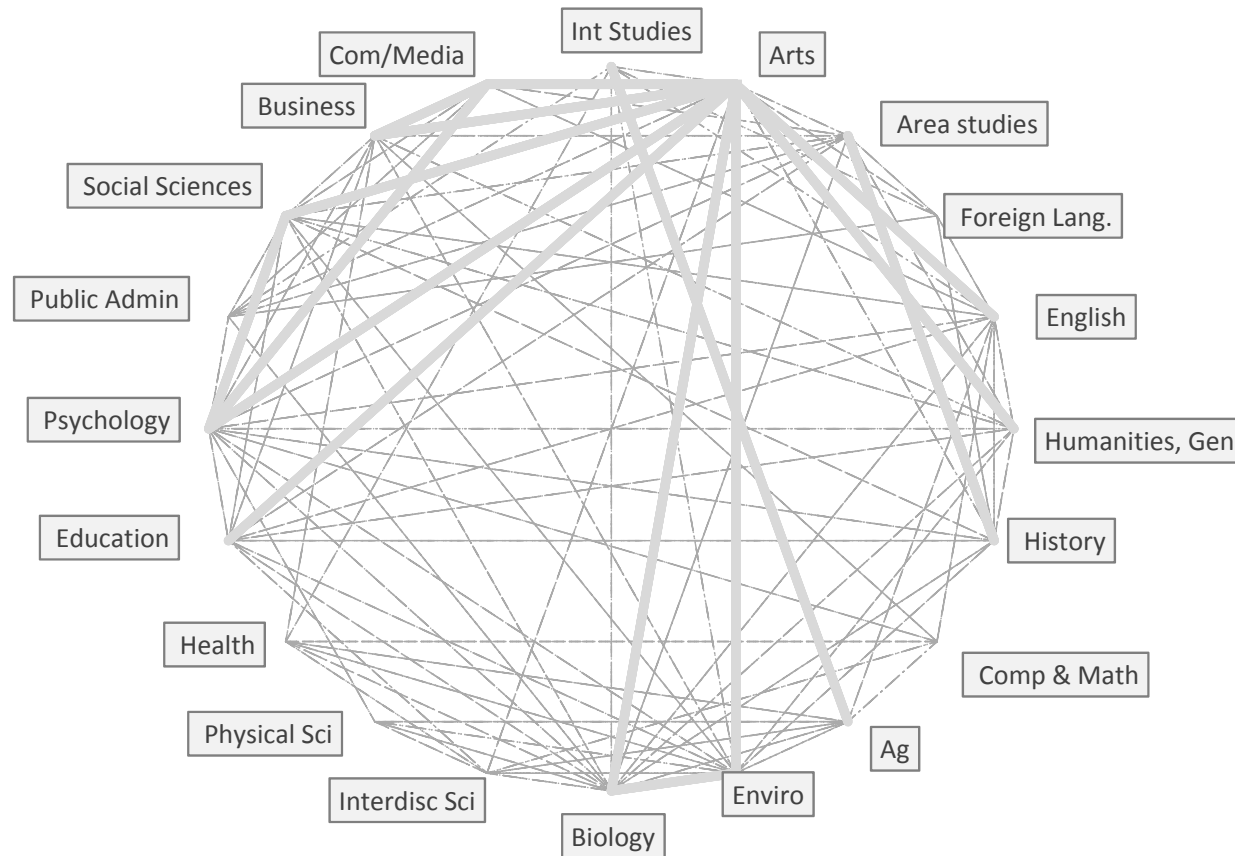 Int Studies
Arts
Com/Media
Business
Area studies
Social Sciences
Foreign Lang.
Public Admin
English
Psychology
Humanities, Gen
Education
History
Health
Comp & Math
Physical Sci
Ag
Interdisc Sci
Enviro
Biology